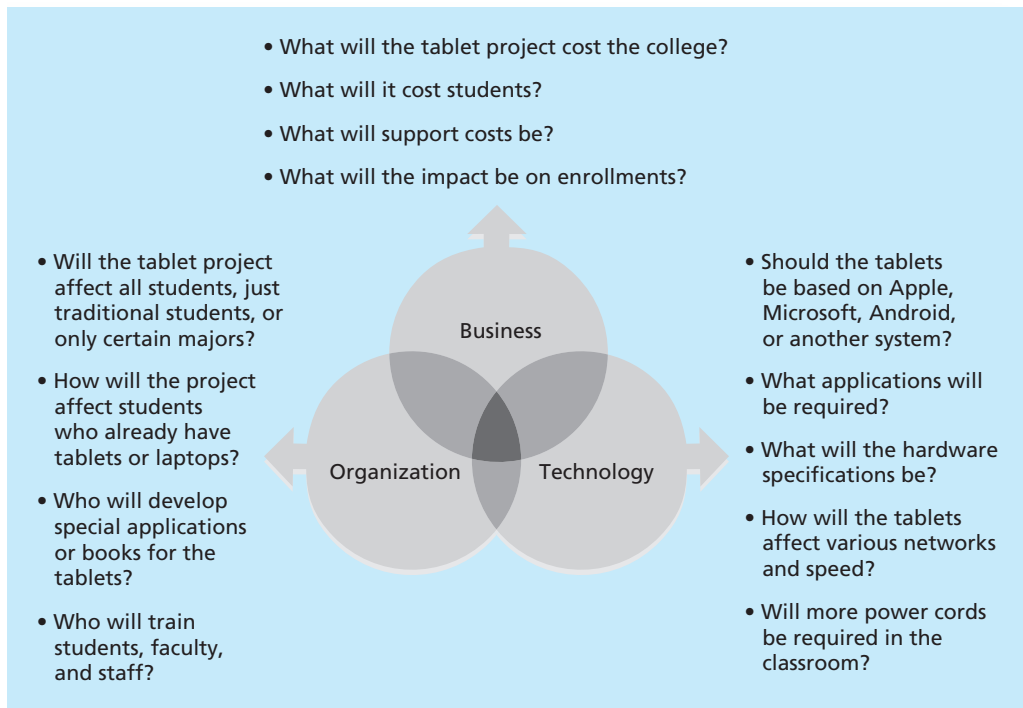 • What will the tablet project cost the college?
• What will it cost students?
• What will support costs be?
• What will the impact be on enrollments?
• Will the tablet project
affect all students, just
traditional students, or
only certain majors?
• How will the project
affect students
who already have
tablets or laptops?
• Who will develop
special applications
or books for the
tablets?
• Who will train
students, faculty,
and staff?
Business
Organization
Technology
• Should the tablets
be based on Apple,
Microsoft, Android,
or another system?
• What applications will
be required?
• What will the hardware
specifications be?
• How will the tablets
affect various networks
and speed?
• Will more power cords
be required in the
classroom?